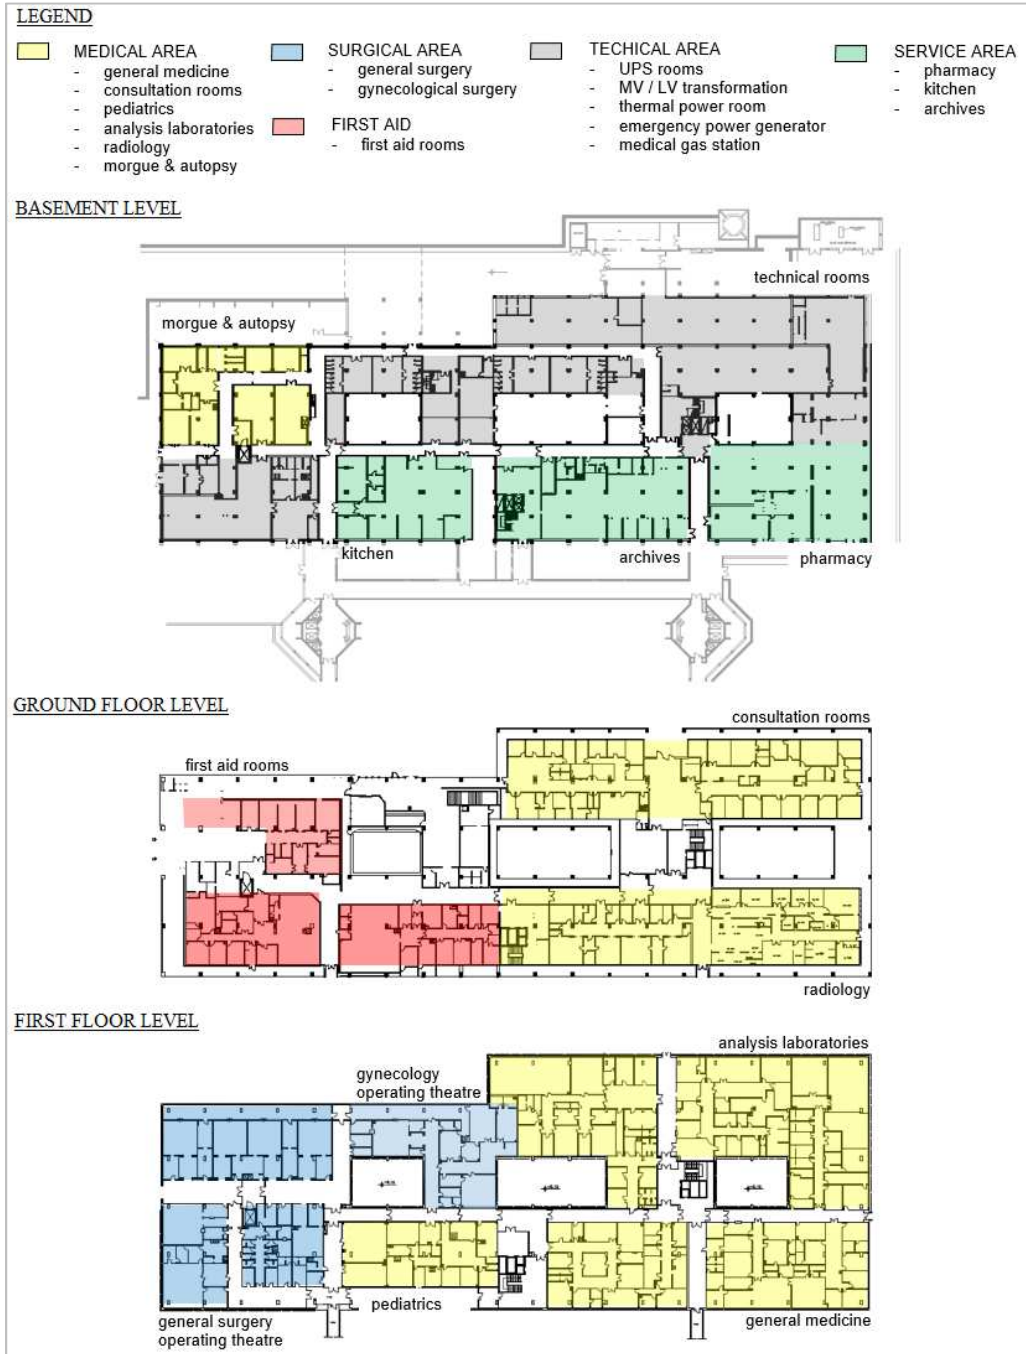 LEGEND
MEDICAL AREA
- general medicine
- consultation rooms
- pediatrics
- analysis laboratories
- radiology
- morgue & autopsy
SURGICAL AREA
- general surgery
- gynecological surgery
FIRST AID
- first aid rooms
TECHICAL AREA
- UPS rooms
- MV / LV transformation
- thermal power room
- emergency power generator
- medical gas station
SERVICE AREA
- pharmacy
- kitchen
- archives
BASEMENT LEVEL
technical rooms
morgue & autopsy
kitchen
archives
pharmacy
GROUND FLOOR LEVEL
consultation rooms
first aid rooms
radiology
FIRST FLOOR LEVEL
analysis laboratories
gynecology
operating theatre
pediatrics
general medicine
general surgery
operating theatre